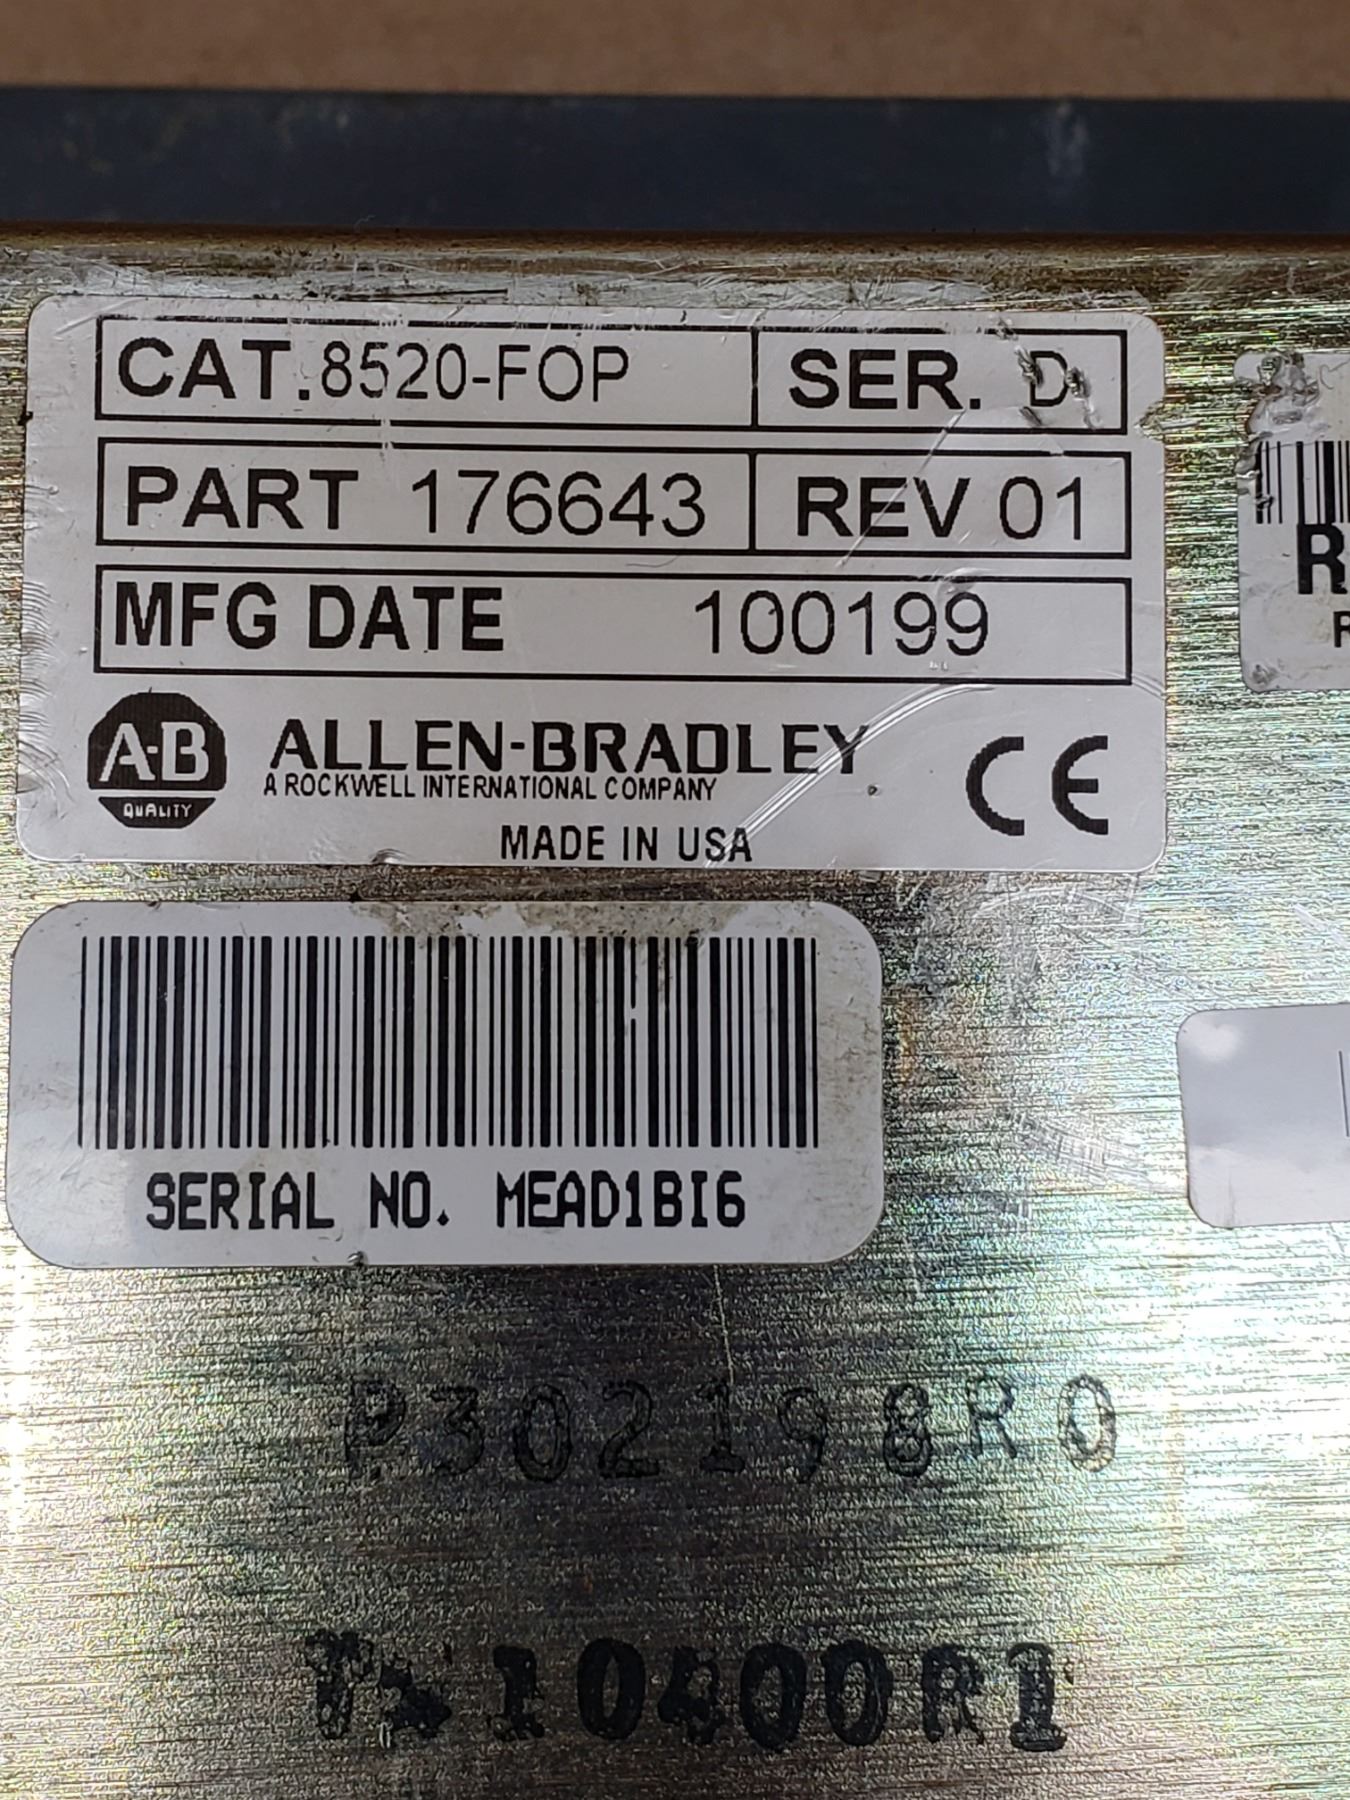 CAT. 8520-FOP SER. D
PART 176643 REV 01
MFG DATE 100199
A-B
QUALITY
ALLEN-BRADLEY
A ROCKWELL INTERNATIONAL COMPANY
CE
MADE IN USA
R
R
SERIAL NO. MEAD1BI6
P302198R0